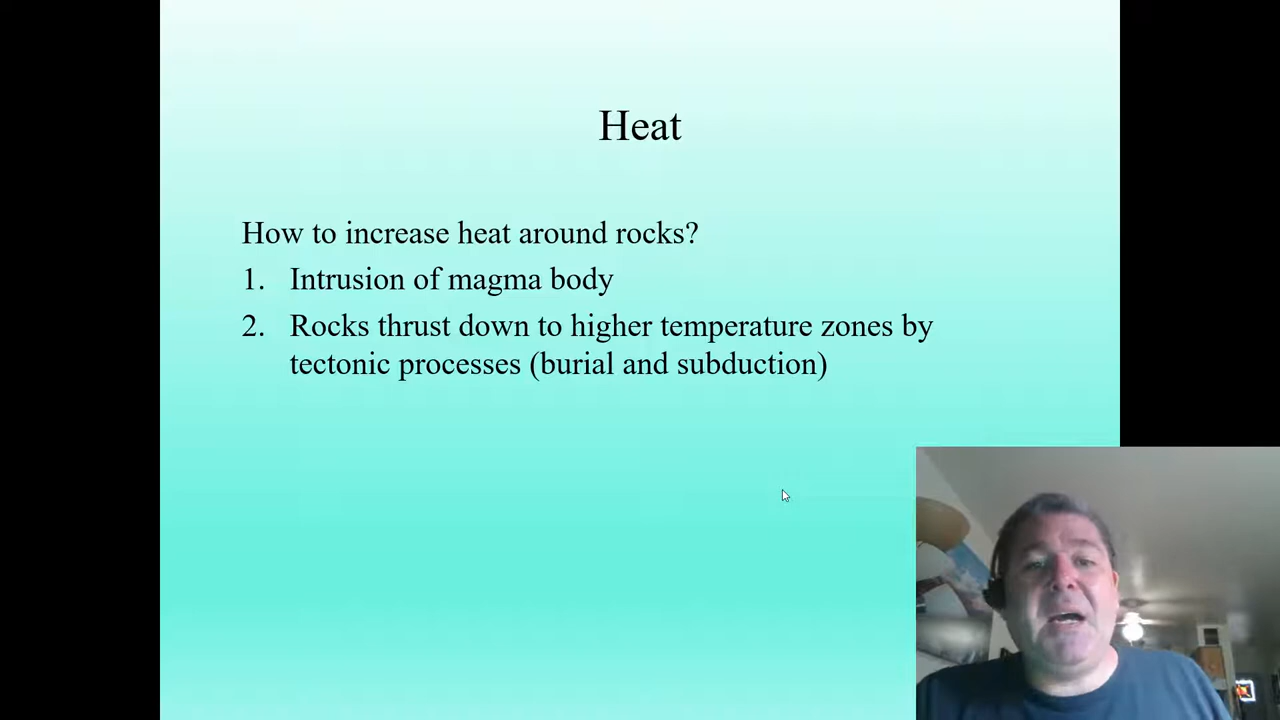 Heat
How to increase heat around rocks?
1. Intrusion of magma body
2. Rocks thrust down to higher temperature zones by
tectonic processes (burial and subduction)